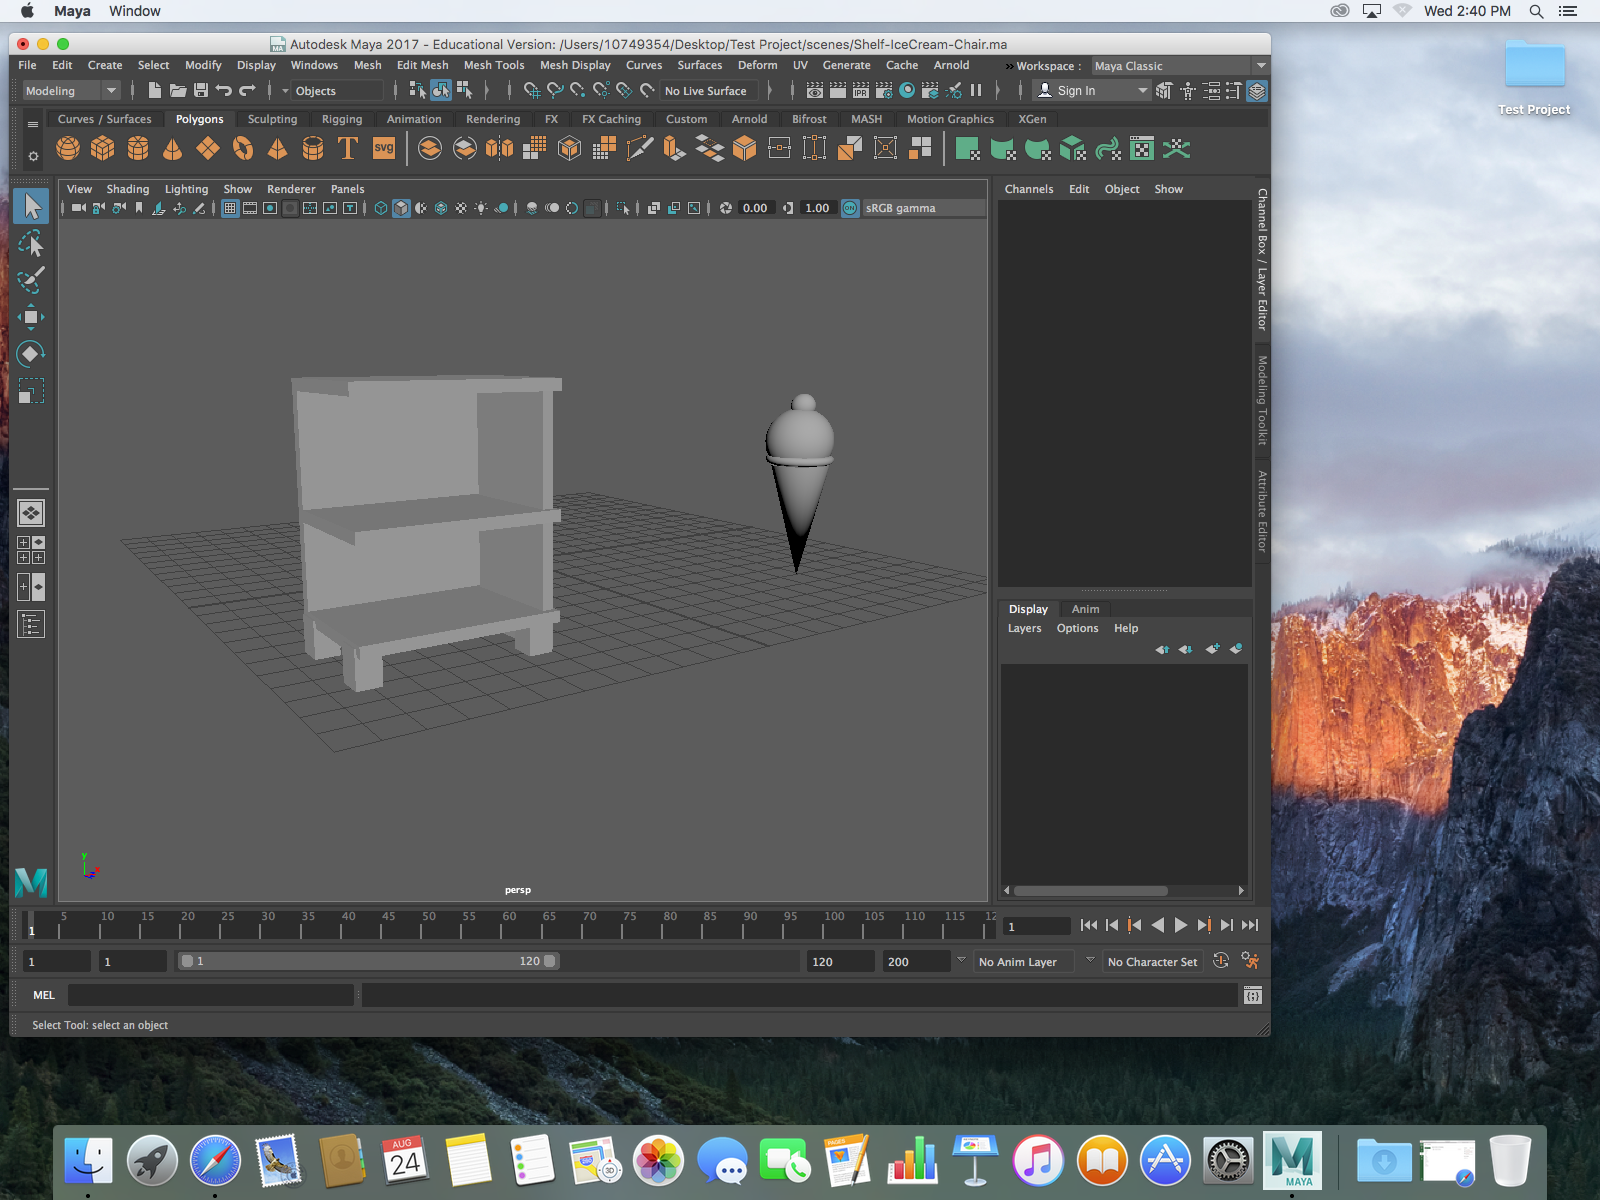 Maya Window Wed 2:40 PM
Autodesk Maya 2017 - Educational Version: /Users/10749354/Desktop/Test Project/scenes/Shelf-IceCream-Chair.ma
File Edit Create Select Modify Display Windows Mesh Edit Mesh Mesh Tools Mesh Display Curves Surfaces Deform UV Generate Cache Arnold » Workspace : Maya Classic
Modeling Objects No Live Surface IPR Sign In
Test Project
Curves / Surfaces Polygons Sculpting Rigging Animation Rendering FX FX Caching Custom Arnold Bifrost MASH Motion Graphics XGen
T svg
View Shading Lighting Show Renderer Panels
Channels Edit Object Show
0.00 1.00 ON sRGB gamma
Channel Box / Layer Editor
Modeling Toolkit
Attribute Editor
Display Anim
Layers Options Help
y
persp
M
5 10 15 20 25 30 35 40 45 50 55 60 65 70 75 80 85 90 95 100 105 110 115 12
1 1
1 1 1 120 120 200 No Anim Layer No Character Set
MEL
Select Tool: select an object
AUG
24
3D
PAGES
M
MAYA